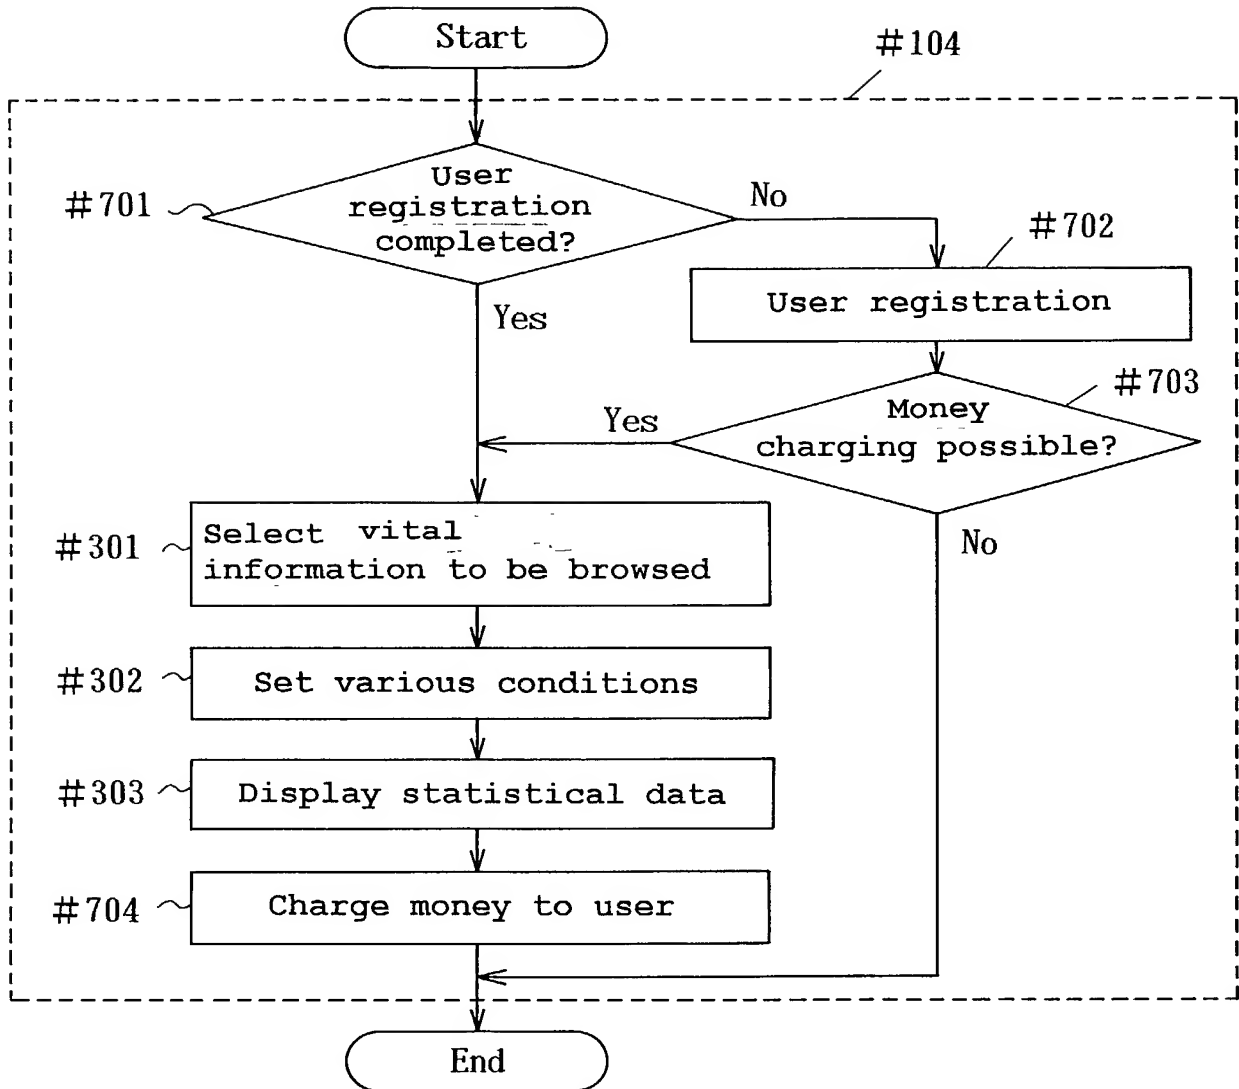 Start
#104
User
registration
completed?
#701
No
#702
User registration
Yes
#703
Money
charging possible?
Yes
No
#301
Select vital
information to be browsed
#302
Set various conditions
#303
Display statistical data
#704
Charge money to user
End